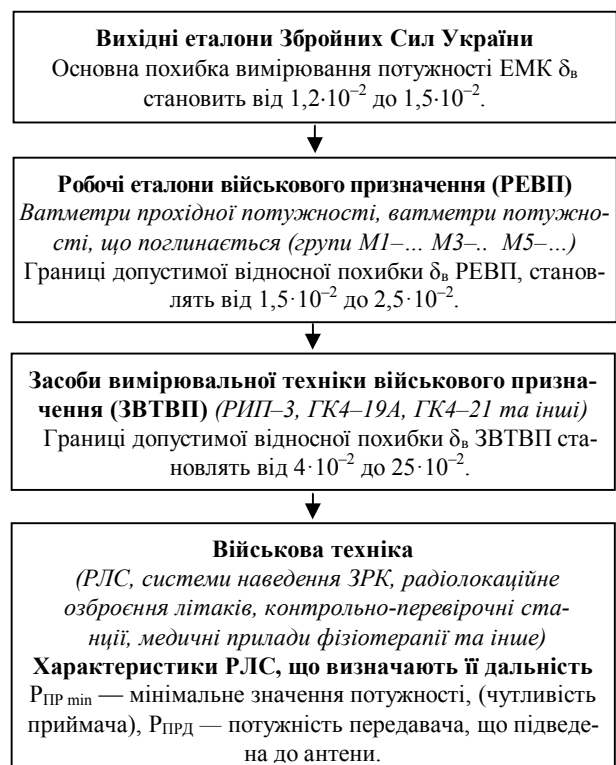 Вихідні еталони Збройних Сил України
Основна похибка вимірювання потужності ЕМК δв
становить від 1,2·10⁻² до 1,5·10⁻².
Робочі еталони військового призначення (РЕВП)
Ватметри прохідної потужності, ватметри потужно-
сті, що поглинається (групи М1–... М3–.. М5–...)
Границі допустимої відносної похибки δв РЕВП, станов-
лять від 1,5·10⁻² до 2,5·10⁻².
Засоби вимірювальної техніки військового призна-
чення (ЗВТВП) (РИП–3, ГК4–19А, ГК4–21 та інші)
Границі допустимої відносної похибки δв ЗВТВП ста-
новлять від 4·10⁻² до 25·10⁻².
Військова техніка
(РЛС, системи наведення ЗРК, радіолокаційне
озброєння літаків, контрольно-перевірочні ста-
нції, медичні прилади фізіотерапії та інше)
Характеристики РЛС, що визначають її дальність
РПР min — мінімальне значення потужності, (чутливість
приймача), РПРД — потужність передавача, що підведе-
на до антени.